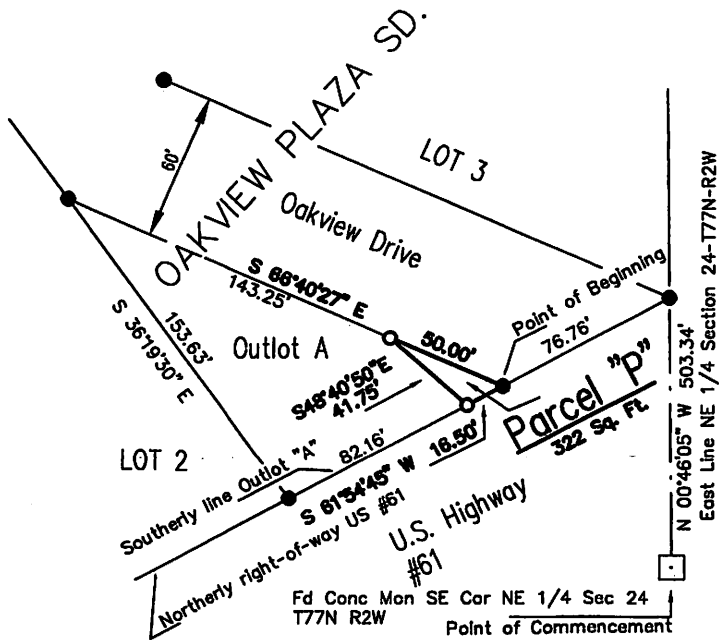 OAKVIEW PLAZA SD.
LOT 3
60'
Oakview Drive
S 66°40'27" E
143.25'
50.00'
Point of Beginning
76.76'
153.63'
S 36°19'30" E
Outlot A
S48°40'50"E
41.75'
Parcel "P"
322 Sq. Ft.
LOT 2
Southerly line Outlot "A"
82.16'
S 61°54'45" W
16.50'
Northerly right-of-way US #61
U.S. Highway
#61
N 00°46'05" W 503.34'
East Line NE 1/4 Section 24-T77N-R2W
Fd Conc Mon SE Cor NE 1/4 Sec 24
T77N R2W
Point of Commencement